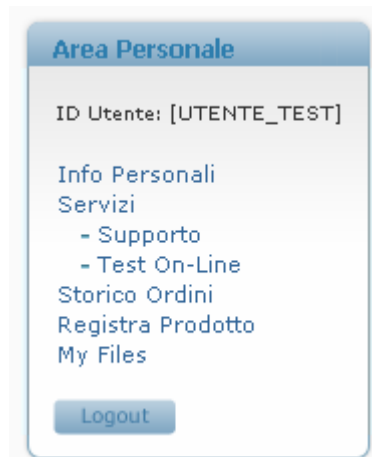 Area Personale
ID Utente: [UTENTE_TEST]
Info Personali
Servizi
- Supporto
- Test On-Line
Storico Ordini
Registra Prodotto
My Files
Logout